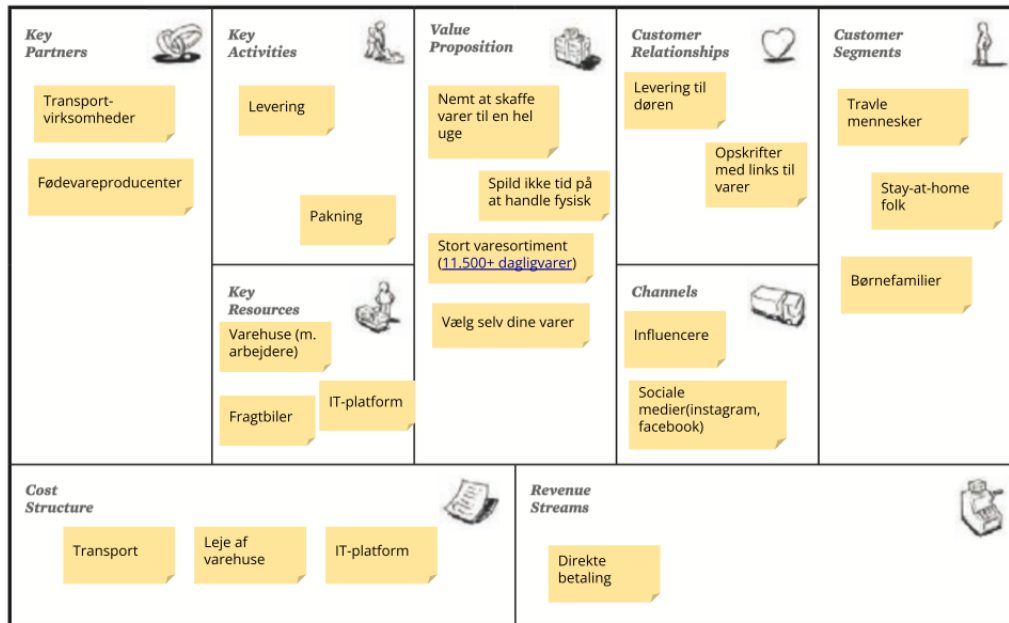 Key
Partners
Transport-
virksomheder
Fødevareproducenter
Key
Activities
Levering
Pakning
Key
Resources
Varehuse (m.
arbejdere)
IT-platform
Fragtbiler
Value
Proposition
Nemt at skaffe
varer til en hel
uge
Spild ikke tid på
at handle fysisk
Stort varesortiment
(11,500+ dagligvarer)
Vælg selv dine varer
Customer
Relationships
Levering til
døren
Opskrifter
med links til
varer
Channels
Influencere
Sociale
medier(instagram,
facebook)
Customer
Segments
Travle
mennesker
Stay-at-home
folk
Børnefamilier
Cost
Structure
Transport
Leje af
varehuse
IT-platform
Revenue
Streams
Direkte
betaling